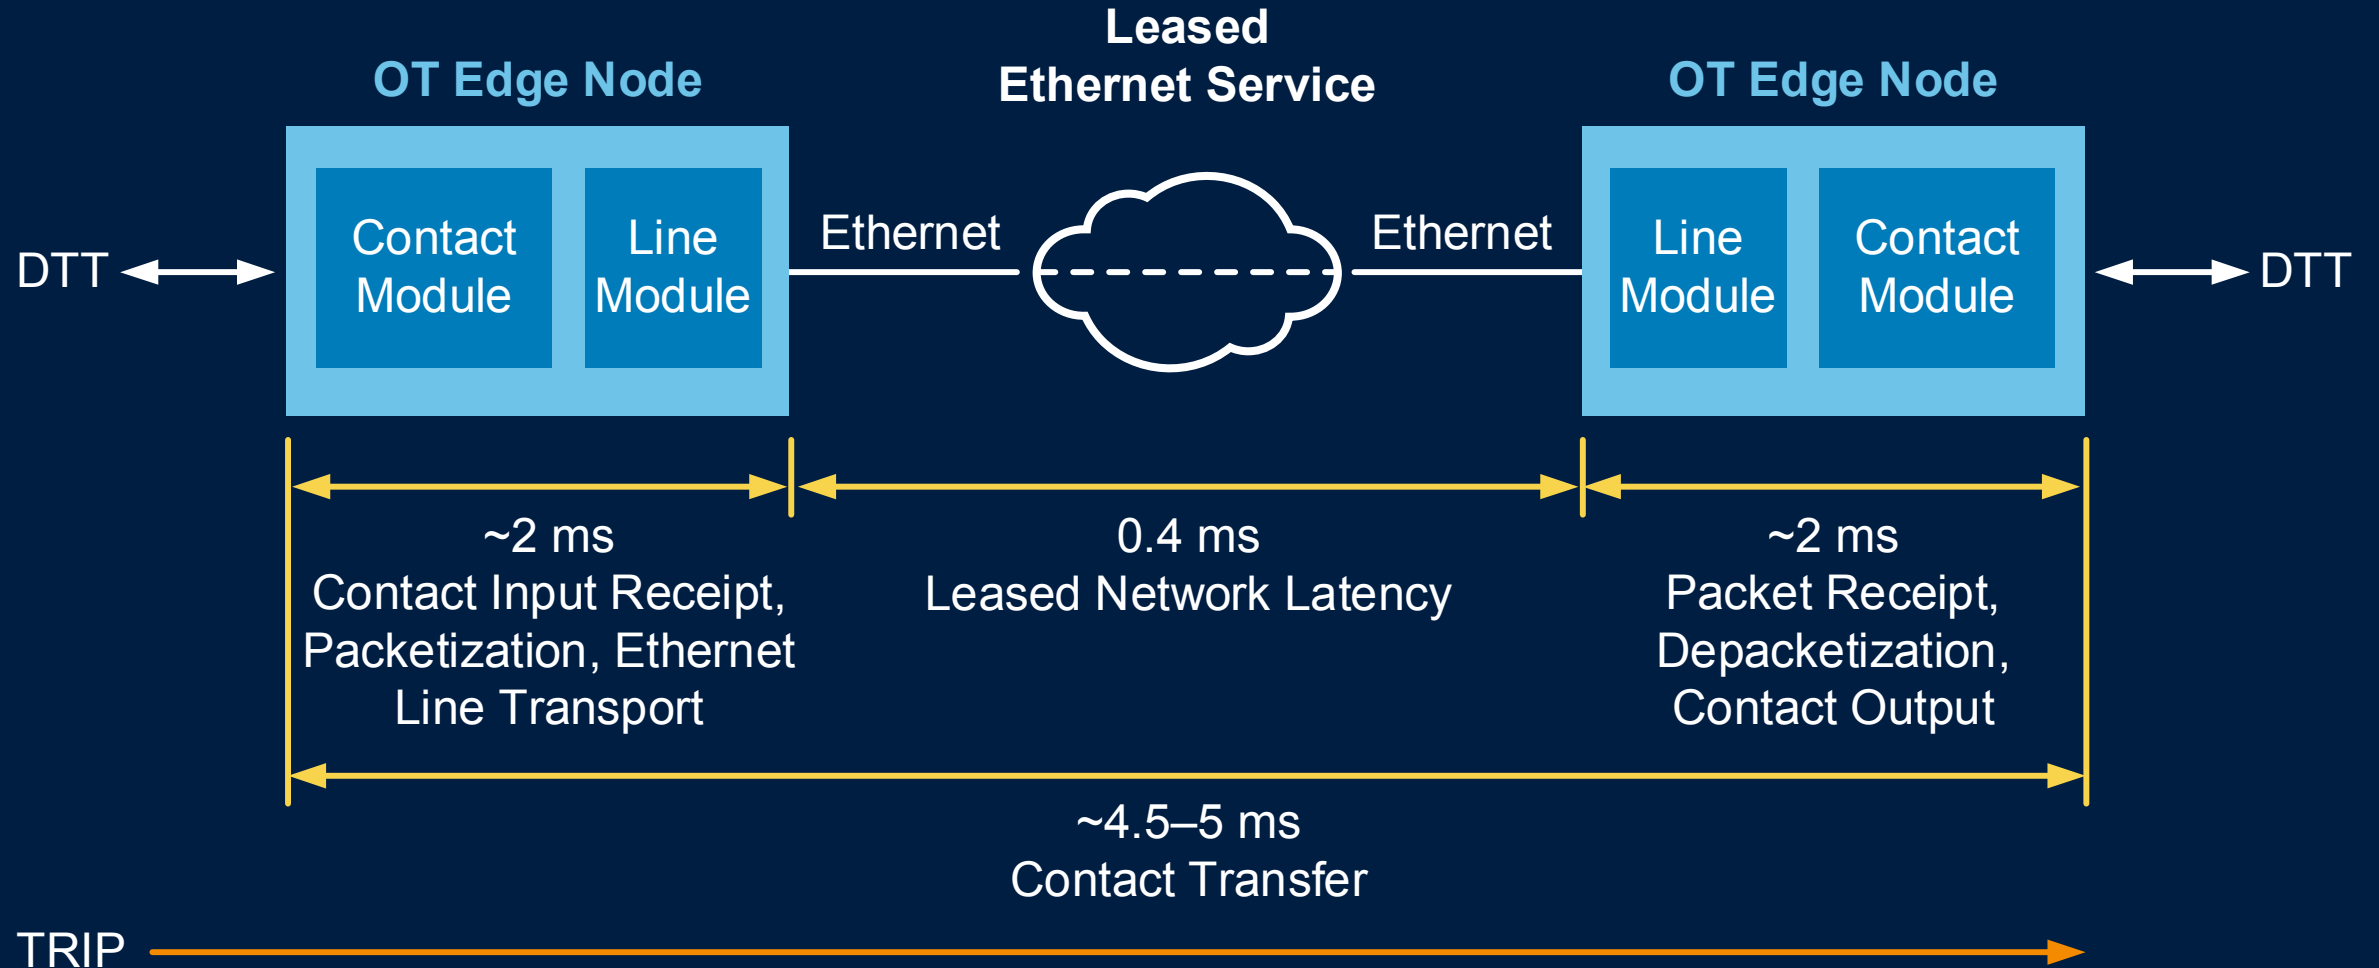 Leased
Ethernet Service
OT Edge Node
OT Edge Node
DTT
Contact
Module
Line
Module
Ethernet
Ethernet
Line
Module
Contact
Module
DTT
~2 ms
Contact Input Receipt,
Packetization, Ethernet
Line Transport
0.4 ms
Leased Network Latency
~2 ms
Packet Receipt,
Depacketization,
Contact Output
~4.5–5 ms
Contact Transfer
TRIP